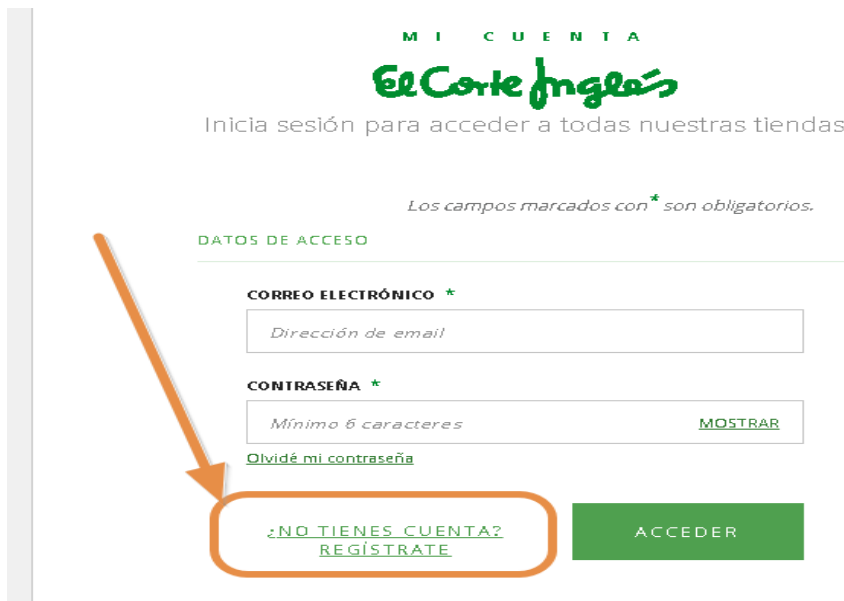 MI CUENTA
El Corte Inglés
Inicia sesión para acceder a todas nuestras tiendas
Los campos marcados con * son obligatorios.
DATOS DE ACCESO
CORREO ELECTRÓNICO *
Dirección de email
CONTRASEÑA *
Mínimo 6 caracteres MOSTRAR
Olvidé mi contraseña
¿NO TIENES CUENTA?
REGÍSTRATE
ACCEDER